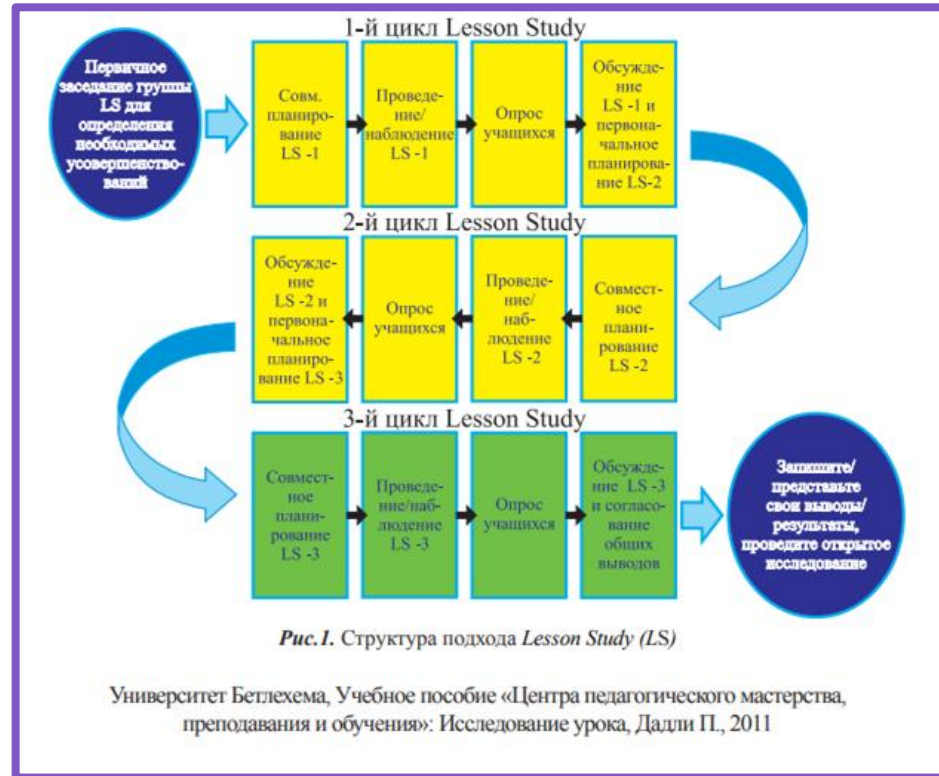 1-й цикл Lesson Study
Первичное
заседание группы
LS для
определения
необходимых
усовершенство-
ваний
Совм.
планиро-
рование
LS -1
Проведение/
наблюдение
LS -1
Опрос
учащихся
Обсуждение
LS -1 и
первона-
чальное
планирова-
ние LS-2
2-й цикл Lesson Study
Обсужде-
ние
LS -2 и
первона-
чальное
планиро-
вание LS -3
Опрос
учащихся
Проведе-
ние/
наб-
людение
LS -2
Совмест-
ное
плани-
рование
LS -2
3-й цикл Lesson Study
Совмест-
ное
плани-
рование
LS -3
Проведе-
ние/наб-
людение
LS -3
Опрос
учащихся
Обсужде-
ние LS -3
и согласо-
вание
общих
выводов
Запишите/
представьте
свои выводы/
результаты,
проведите открытое
исследование
Рис.1. Структура подхода Lesson Study (LS)
Университет Бетлехема, Учебное пособие «Центра педагогического мастерства,
преподавания и обучения»: Исследование урока, Дадли П., 2011